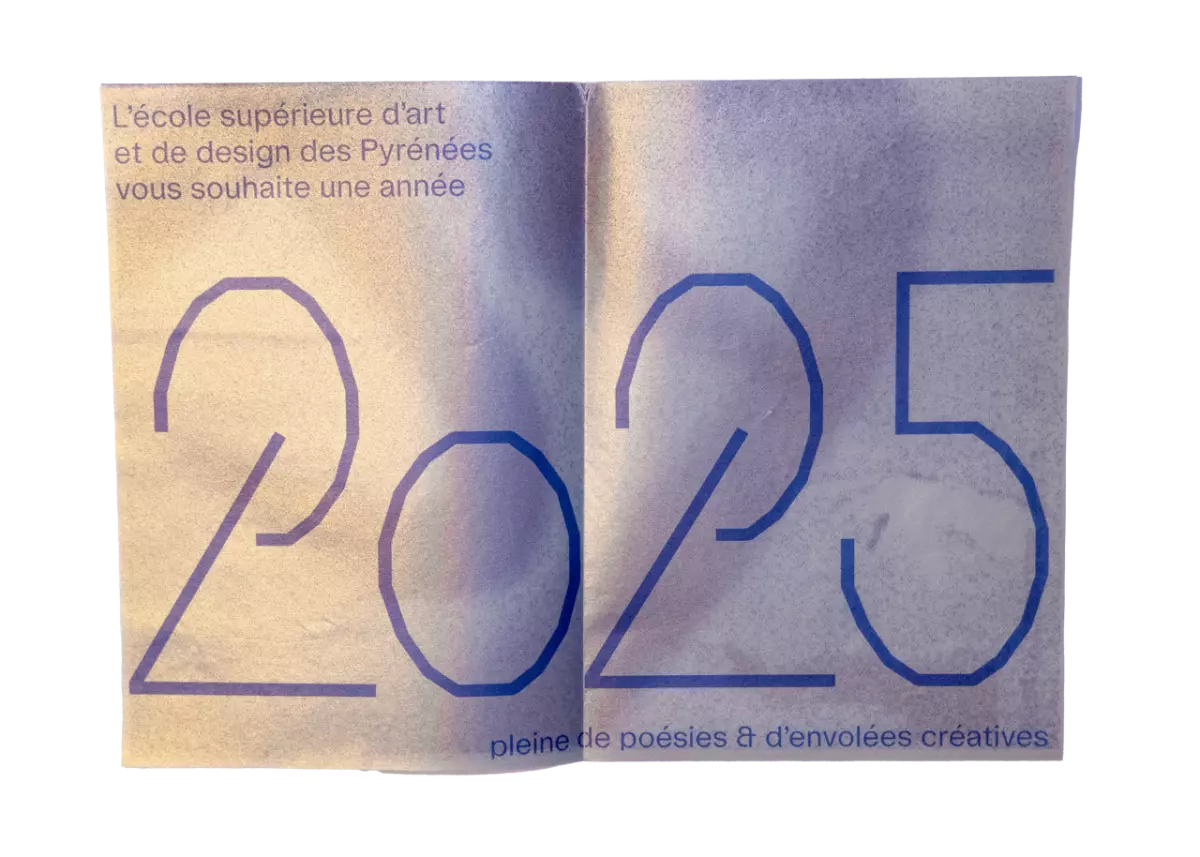 L'école supérieure d'art
et de design des Pyrénées
vous souhaite une année
2025
pleine de poésies & d'envolées créatives